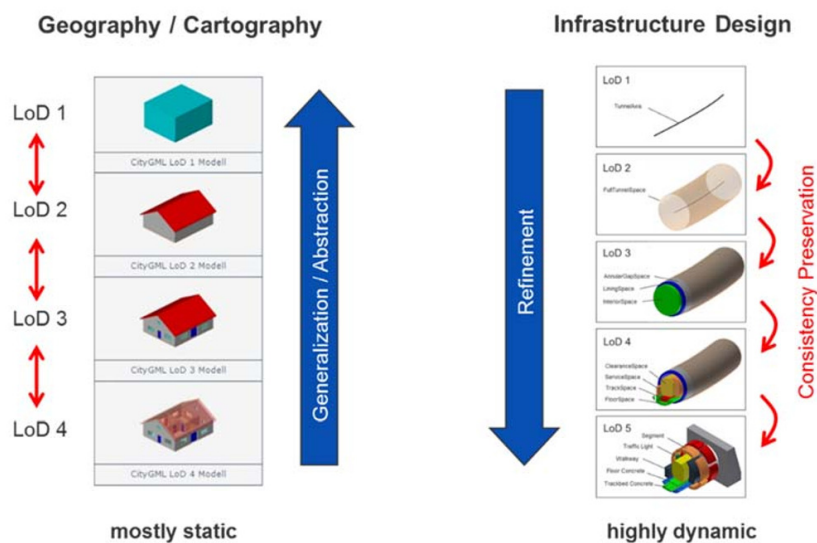 Geography / Cartography
LoD 1
CityGML LoD 1 Modell
LoD 2
CityGML LoD 2 Modell
LoD 3
CityGML LoD 3 Modell
LoD 4
CityGML LoD 4 Modell
mostly static
Generalization / Abstraction
Infrastructure Design
Refinement
LoD 1
TunnelAxis
LoD 2
FullTunnelSpace
LoD 3
AnnularGapSpace
LiningSpace
InteriorSpace
LoD 4
ClearanceSpace
ServiceSpace
TrackSpace
FloorSpace
LoD 5
Segment
Traffic Light
Walkway
Floor Concrete
Trackbed Concrete
Consistency Preservation
highly dynamic